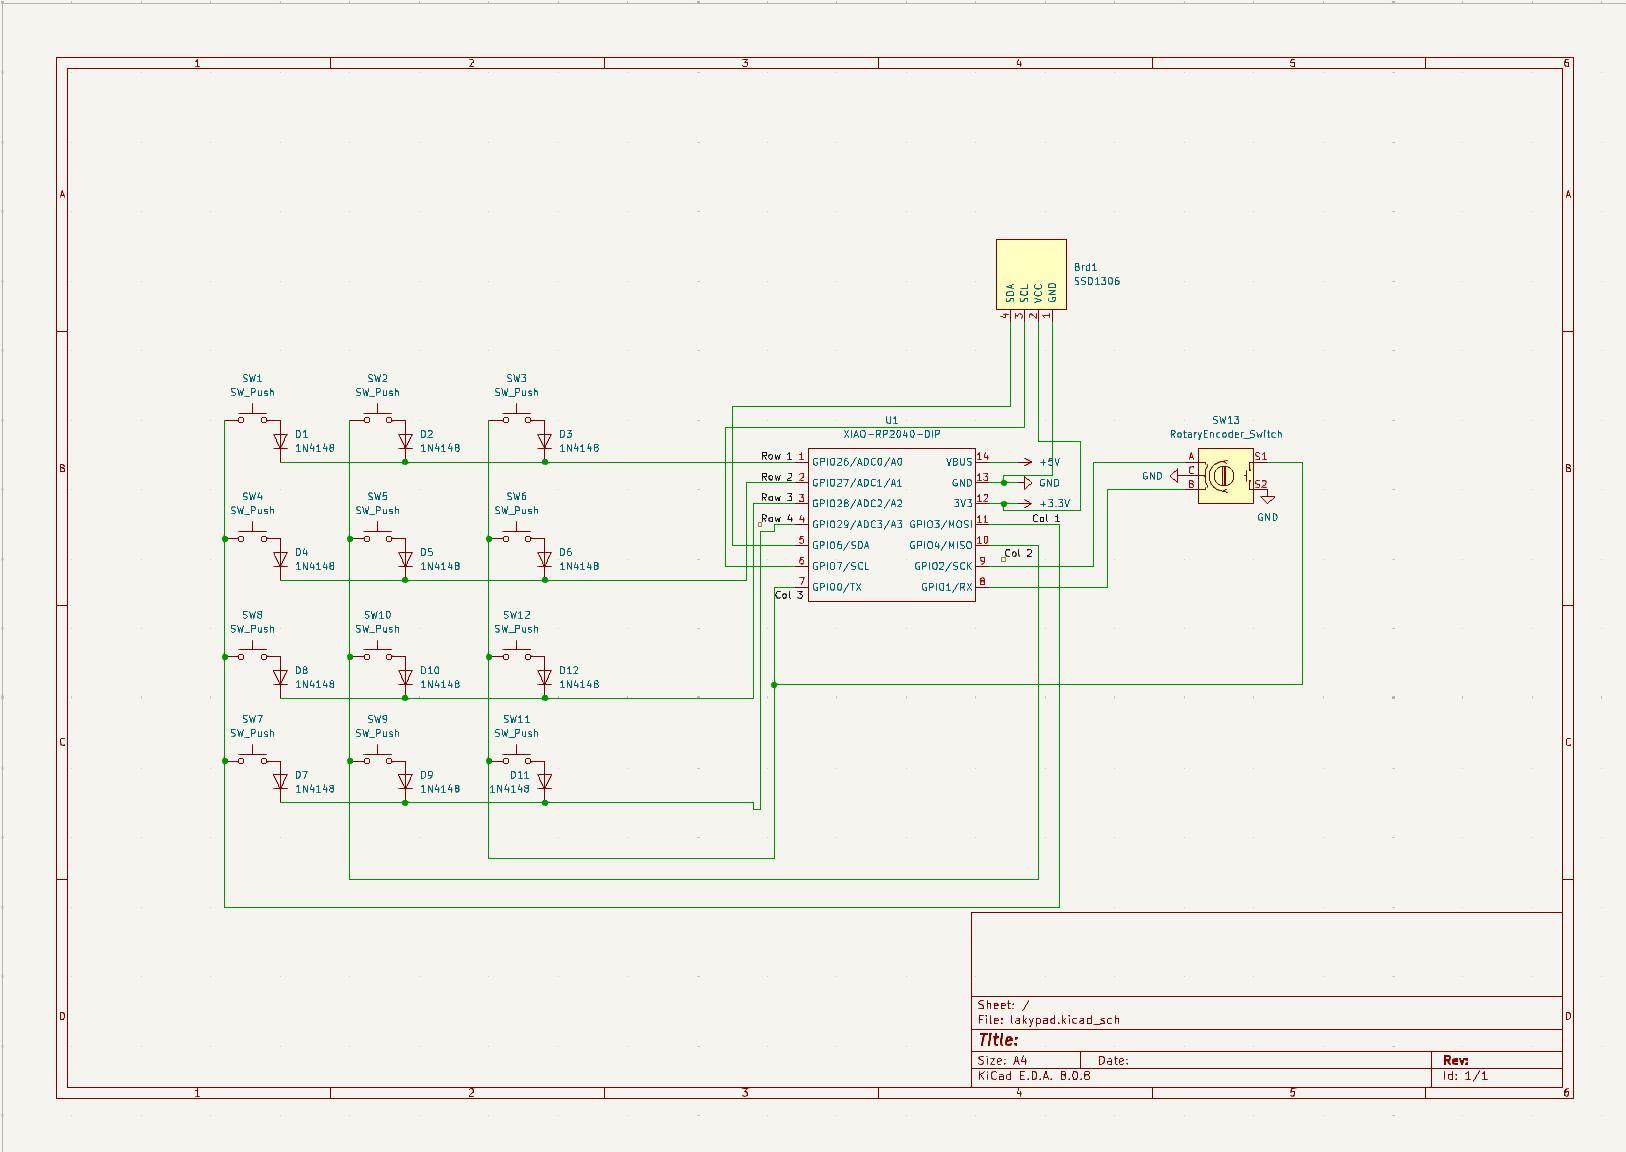 1 2 3 4 5 6
A A
Brd1
SSD1306
SDA SCL VCC GND
4 3 2 1
B B
SW1 SW2 SW3
SW_Push SW_Push SW_Push
D1 D2 D3
1N4148 1N4148 1N4148
SW4 SW5 SW6
SW_Push SW_Push SW_Push
D4 D5 D6
1N4148 1N4148 1N4148
U1
XIAO-RP2040-DIP
Row 1 1 GPIO26/ADC0/A0 VBUS 14 +5V
Row 2 2 GPIO27/ADC1/A1 GND 13 GND
Row 3 3 GPIO28/ADC2/A2 3V3 12 +3.3V
Row 4 4 GPIO29/ADC3/A3 GPIO3/MOSI 11 Col 1
5 GPIO6/SDA GPIO4/MISO 10 Col 2
6 GPIO7/SCL GPIO2/SCK 9
7 GPIO0/TX GPIO1/RX 8
Col 3
SW13
RotaryEncoder_Switch
A S1
GND C
B S2
GND
SW8 SW10 SW12
SW_Push SW_Push SW_Push
D8 D10 D12
1N4148 1N4148 1N4148
C C
SW7 SW9 SW11
SW_Push SW_Push SW_Push
D7 D9 D11
1N4148 1N4148 1N4148
D D
Sheet: /
File: lakypad.kicad_sch
Title:
Size: A4 Date: Rev:
KiCad E.D.A. 8.0.8 Id: 1/1
1 2 3 4 5 6